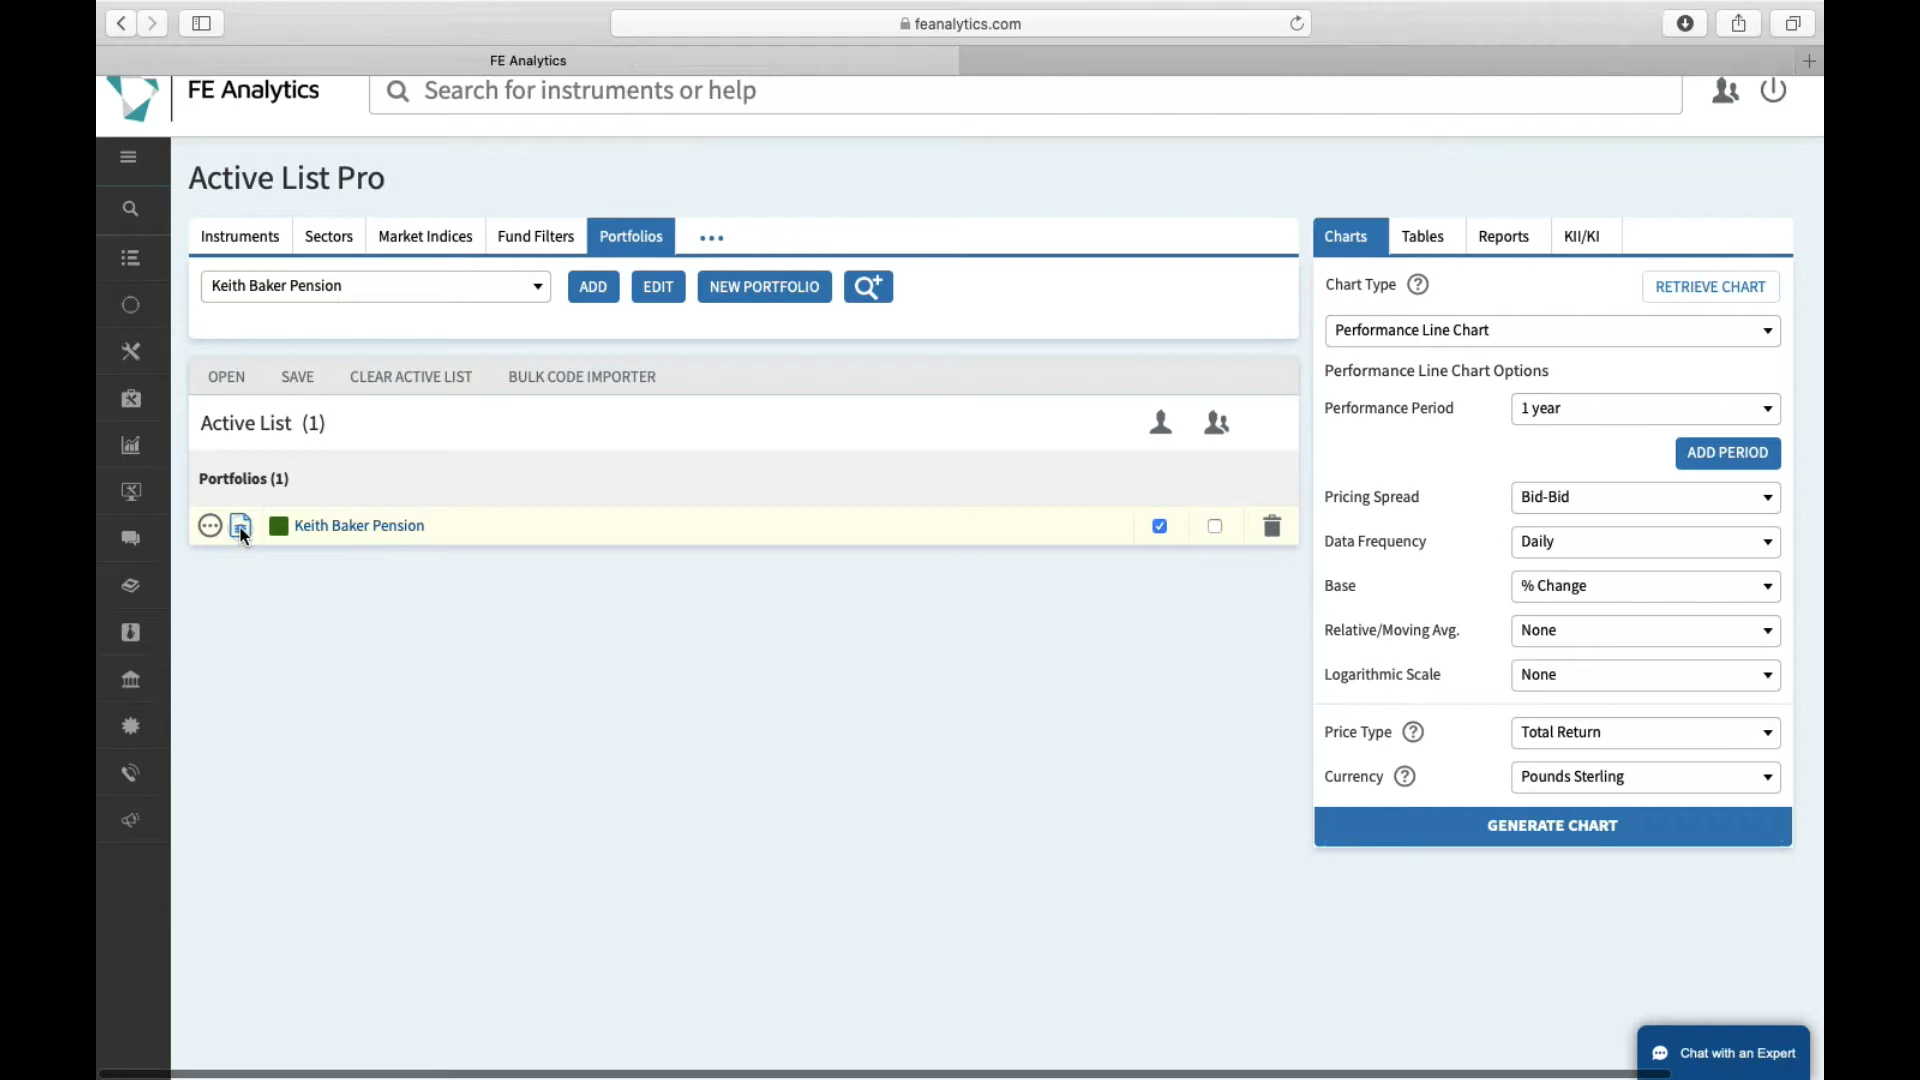 feanalytics.com
FE Analytics
FE Analytics
Search for instruments or help
Active List Pro
Instruments
Sectors
Market Indices
Fund Filters
Portfolios
Keith Baker Pension
ADD
EDIT
NEW PORTFOLIO
OPEN
SAVE
CLEAR ACTIVE LIST
BULK CODE IMPORTER
Active List (1)
Portfolios (1)
Keith Baker Pension
Charts
Tables
Reports
KII/KI
Chart Type ?
RETRIEVE CHART
Performance Line Chart
Performance Line Chart Options
Performance Period
1 year
ADD PERIOD
Pricing Spread
Bid-Bid
Data Frequency
Daily
Base
% Change
Relative/Moving Avg.
None
Logarithmic Scale
None
Price Type ?
Total Return
Currency ?
Pounds Sterling
GENERATE CHART
Chat with an Expert